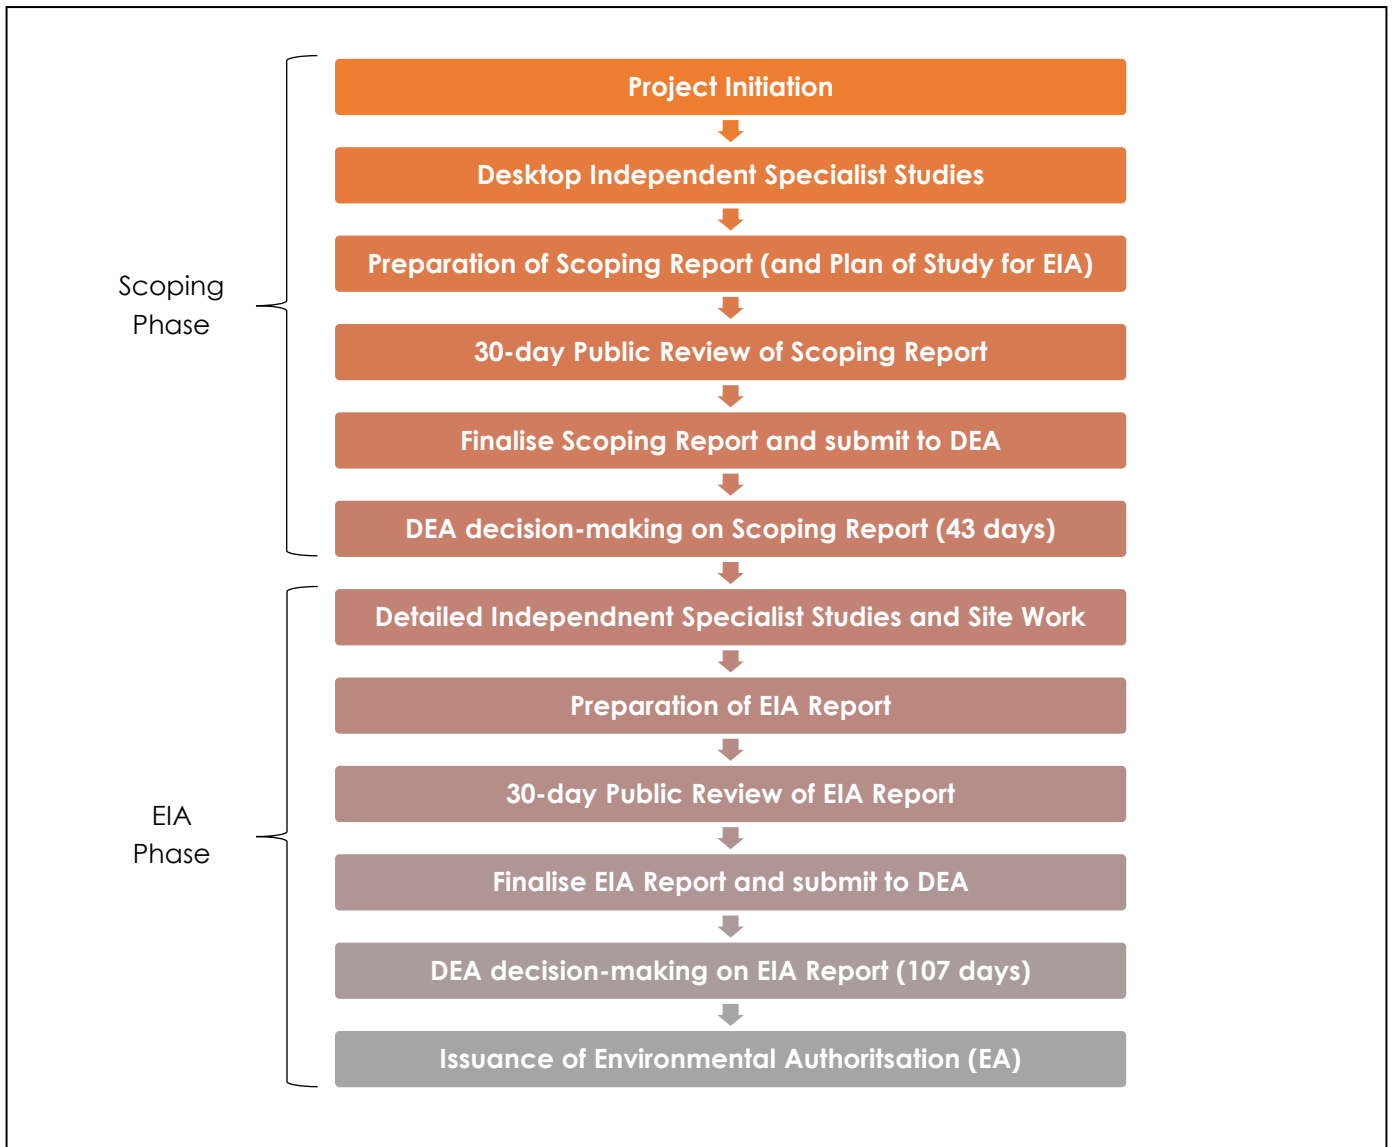 Project Initiation
Desktop Independent Specialist Studies
Preparation of Scoping Report (and Plan of Study for EIA)
Scoping
Phase
30-day Public Review of Scoping Report
Finalise Scoping Report and submit to DEA
DEA decision-making on Scoping Report (43 days)
Detailed Independnent Specialist Studies and Site Work
Preparation of EIA Report
30-day Public Review of EIA Report
EIA
Phase
Finalise EIA Report and submit to DEA
DEA decision-making on EIA Report (107 days)
Issuance of Environmental Authoritsation (EA)